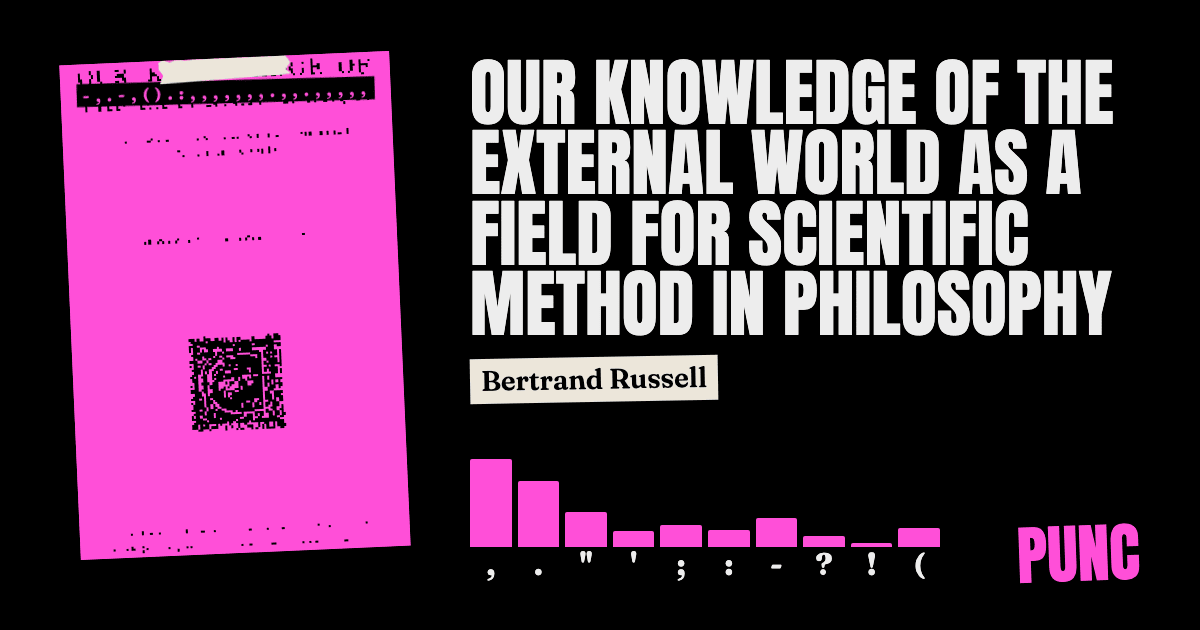 -,.-,().:,,,,,,,.,,.,,,,,
OUR KNOWLEDGE OF THE
EXTERNAL WORLD AS A
FIELD FOR SCIENTIFIC
METHOD IN PHILOSOPHY
Bertrand Russell
, . " ' ; : - ? ! (
PUNC